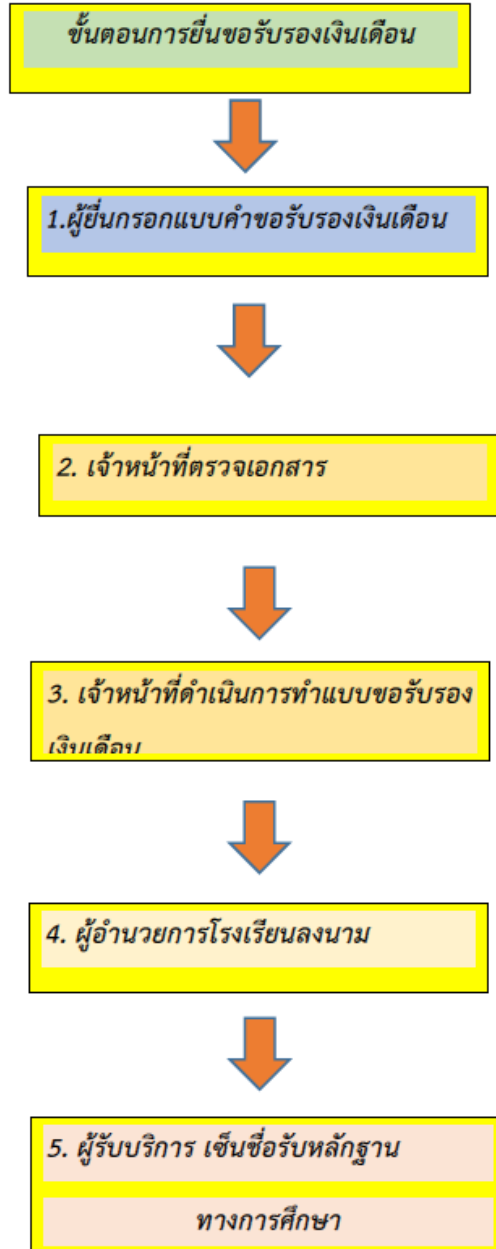 ขั้นตอนการยื่นขอรับรองเงินเดือน
1.ผู้ยื่นกรอกแบบคำขอรับรองเงินเดือน
2. เจ้าหน้าที่ตรวจเอกสาร
3. เจ้าหน้าที่ดำเนินการทำแบบขอรับรอง
เงินเดือน
4. ผู้อำนวยการโรงเรียนลงนาม
5. ผู้รับบริการ เซ็นชื่อรับหลักฐาน
ทางการศึกษา